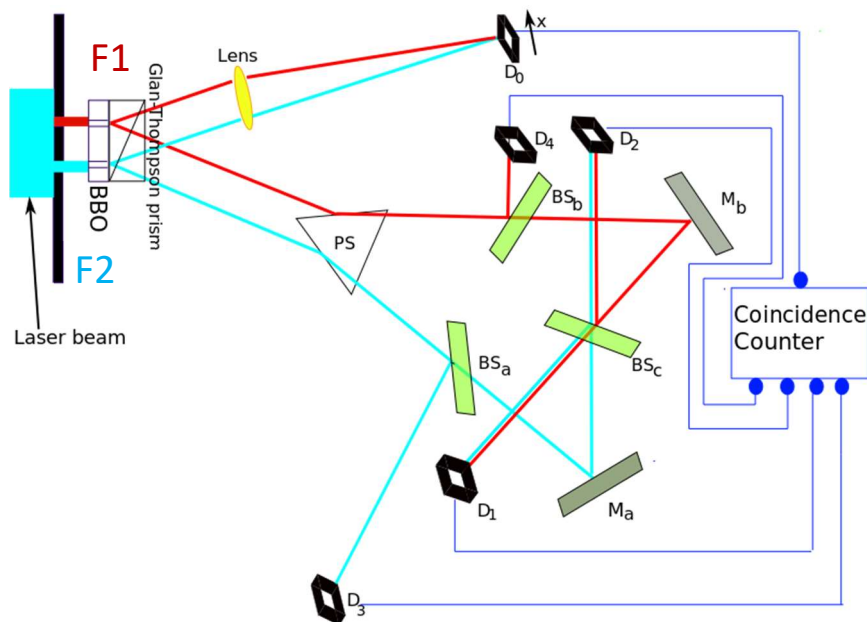 F1
Glan-Thompson prism
Lens
x
D0
D4
D2
BSb
Mb
BBO
PS
F2
Laser beam
Coincidence
Counter
BSa
BSc
D1
Ma
D3